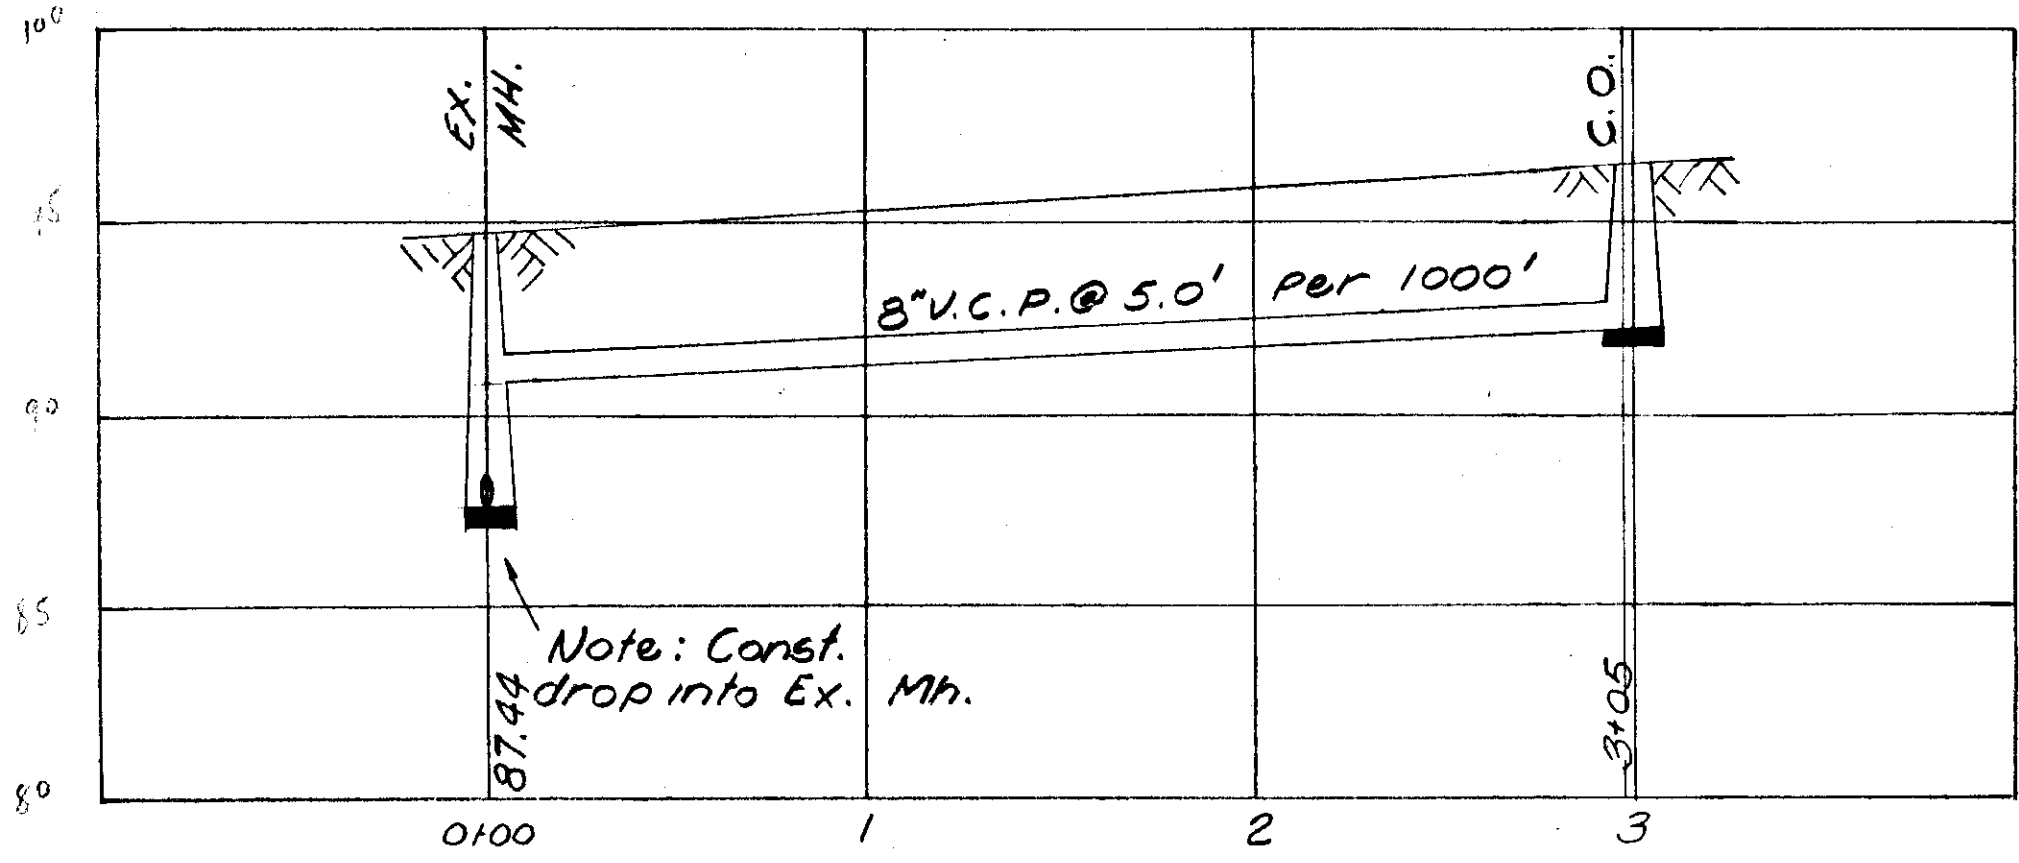 100
EX.
MH.
C.O.
95
8" V.C.P. @ 5.0' Per 1000'
90
85
Note: Const.
drop into Ex. Mh.
87.44
3+05
80
0+00 1 2 3